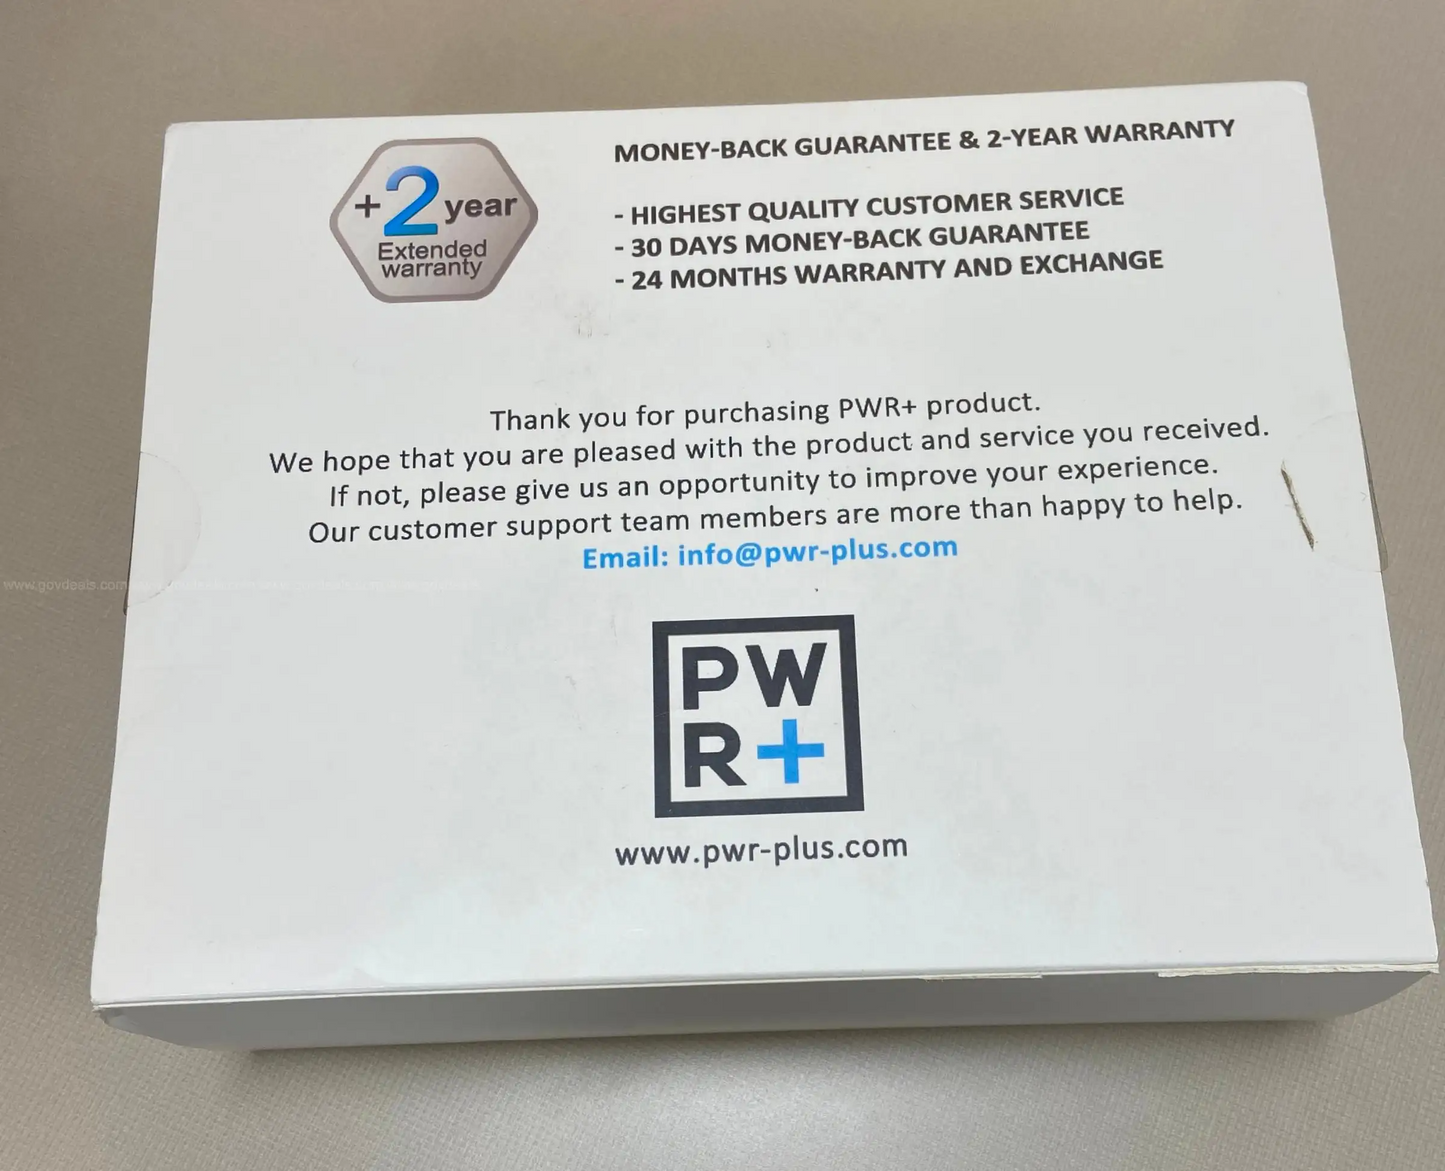 +2 year
Extended
warranty
MONEY-BACK GUARANTEE & 2-YEAR WARRANTY
- HIGHEST QUALITY CUSTOMER SERVICE
- 30 DAYS MONEY-BACK GUARANTEE
- 24 MONTHS WARRANTY AND EXCHANGE
Thank you for purchasing PWR+ product.
We hope that you are pleased with the product and service you received.
If not, please give us an opportunity to improve your experience.
Our customer support team members are more than happy to help.
Email: info@pwr-plus.com
www.govdeals.com
PW
R+
www.pwr-plus.com